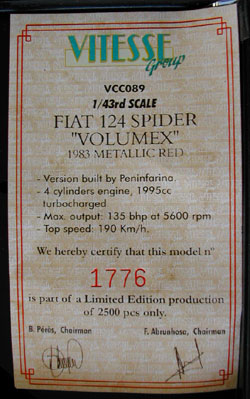 VITESSE
Group
VCC089
1/43rd SCALE
FIAT 124 SPIDER
"VOLUMEX"
1983 METALLIC RED
- Version built by Peninfarina.
- 4 cylinders engine, 1995cc
turbocharged
- Max. output: 135 bhp at 5600 rpm
- Top speed: 190 Km/h.
We hereby certify that this model nº
1776
is part of a Limited Edition production
of 2500 pcs only.
B. Pérès, Chairman F. Abrunhosa, Chairman